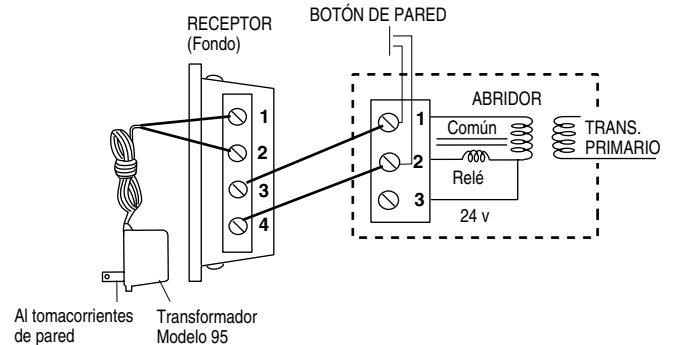 BOTÓN DE PARED
RECEPTOR
(Fondo)
1
2
3
4
ABRIDOR
1
Común
2
Relé
3
24 v
TRANS.
PRIMARIO
Al tomacorrientes
de pared
Transformador
Modelo 95